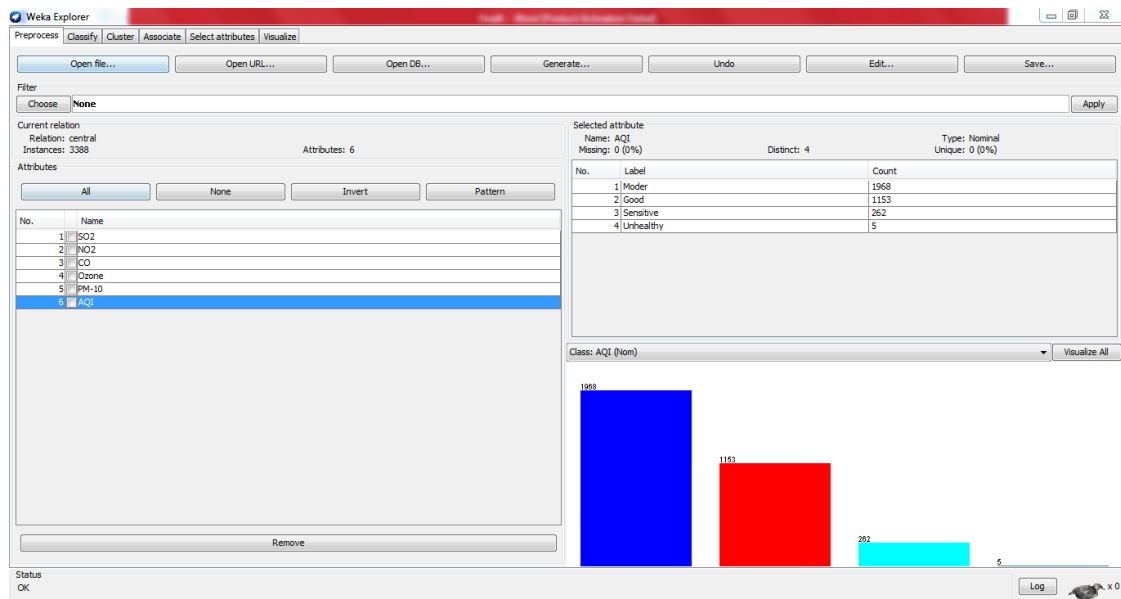 Weka Explorer
Preprocess Classify Cluster Associate Select attributes Visualize
Open file... Open URL... Open DB... Generate... Undo Edit... Save...
Filter
Choose None Apply
Current relation
Relation: central
Instances: 3388 Attributes: 6
Attributes
All None Invert Pattern
No. Name
1 SO2
2 NO2
3 CO
4 Ozone
5 PM-10
6 AQI
Remove
Selected attribute
Name: AQI Type: Nominal
Missing: 0 (0%) Distinct: 4 Unique: 0 (0%)
No. Label Count
1 Moder 1968
2 Good 1153
3 Sensitive 262
4 Unhealthy 5
Class: AQI (Nom) Visualize All
1968
1153
262
5
Status
OK Log x 0